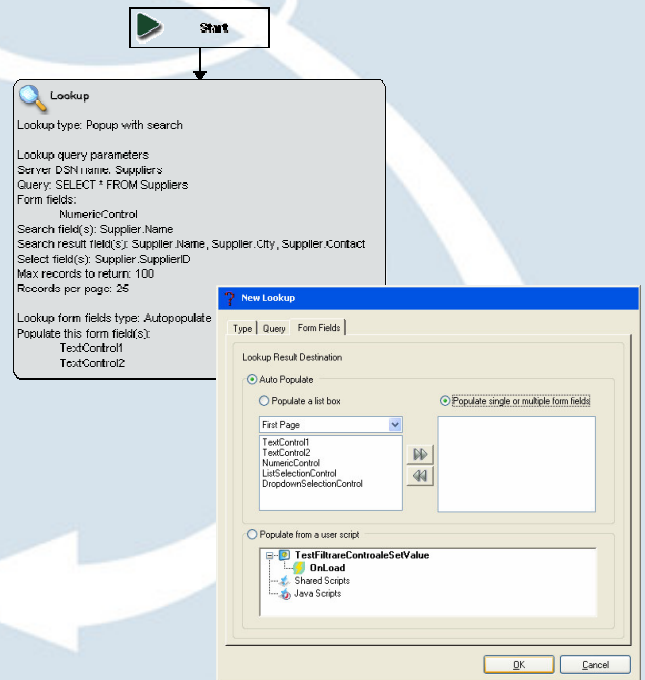 Start
Lookup
Lookup type: Popup with search
Lookup query parameters
Server DSN name: Suppliers
Query: SELECT * FROM Suppliers
Form fields:
NumericControl
Search field(s): Supplier.Name
Search result field(s): Supplier.Name, Supplier.City, Supplier.Contact
Select field(s): Supplier.SupplierID
Max records to return: 100
Records per page: 25
Lookup form fields type: Autopopulate
Populate this form field(s):
TextControl1
TextControl2
New Lookup
Type Query Form Fields
Lookup Result Destination
Auto Populate
Populate a list box
Populate single or multiple form fields
First Page
TextControl1
TextControl2
NumericControl
ListSelectionControl
DropdownSelectionControl
Populate from a user script
TestFiltrareControaleSetValue
OnLoad
Shared Scripts
Java Scripts
OK Cancel